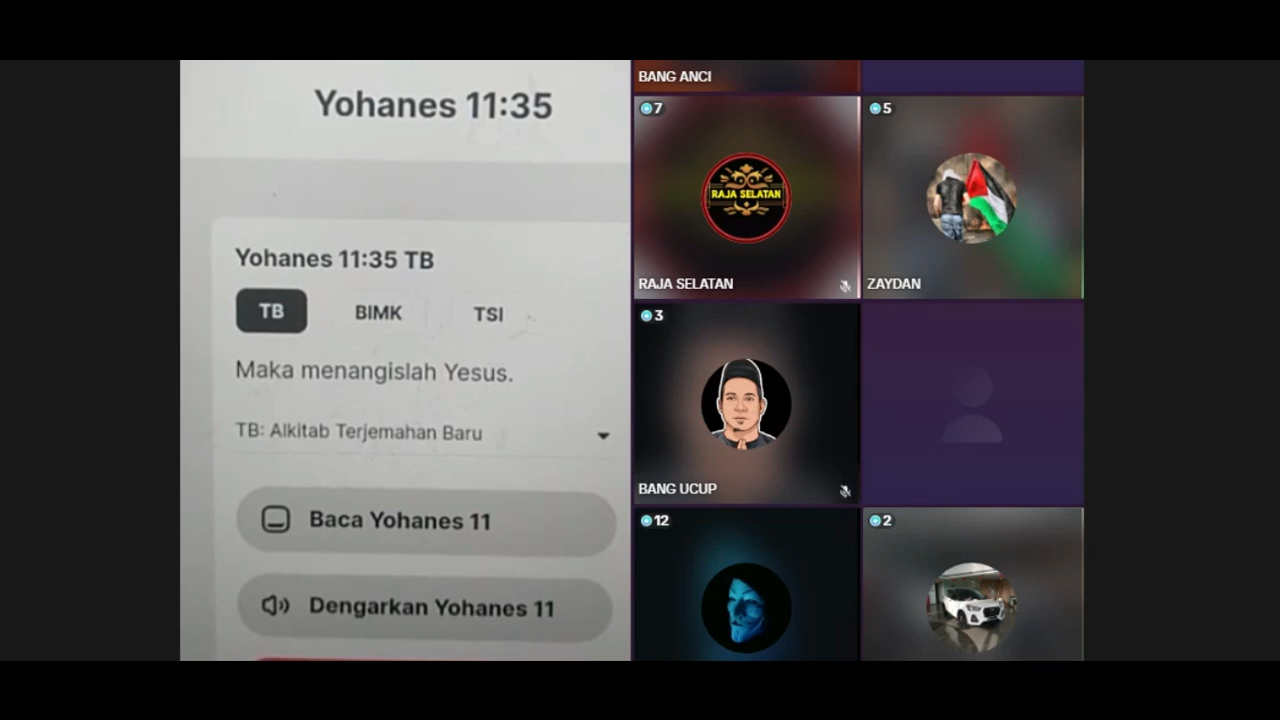 Yohanes 11:35
Yohanes 11:35 TB
TB
BIMK
TSI
Maka menangislah Yesus.
TB: Alkitab Terjemahan Baru
Baca Yohanes 11
Dengarkan Yohanes 11
BANG ANCI
7
RAJA SELATAN
RAJA SELATAN
5
ZAYDAN
3
BANG UCUP
12
2